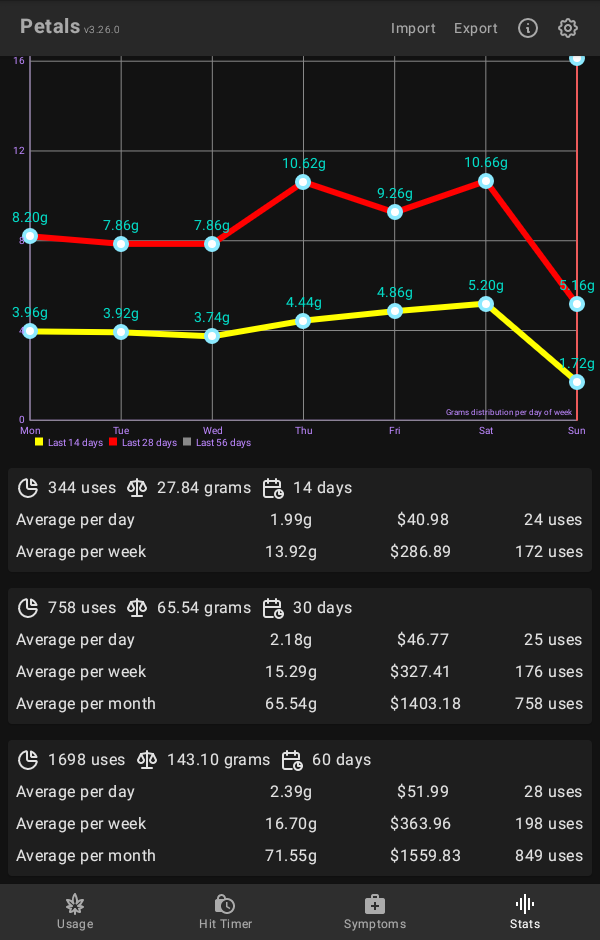 Petals v3.26.0 Import Export
16
12
8
4
0
10.62g 10.66g
9.26g
8.20g 7.86g 7.86g
5.16g
5.20g
4.86g
4.44g
3.96g 3.92g 3.74g
1.72g
Grams distribution per day of week
Mon Tue Wed Thu Fri Sat Sun
Last 14 days Last 28 days Last 56 days
344 uses 27.84 grams 14 days
Average per day 1.99g $40.98 24 uses
Average per week 13.92g $286.89 172 uses
758 uses 65.54 grams 30 days
Average per day 2.18g $46.77 25 uses
Average per week 15.29g $327.41 176 uses
Average per month 65.54g $1403.18 758 uses
1698 uses 143.10 grams 60 days
Average per day 2.39g $51.99 28 uses
Average per week 16.70g $363.96 198 uses
Average per month 71.55g $1559.83 849 uses
Usage Hit Timer Symptoms Stats